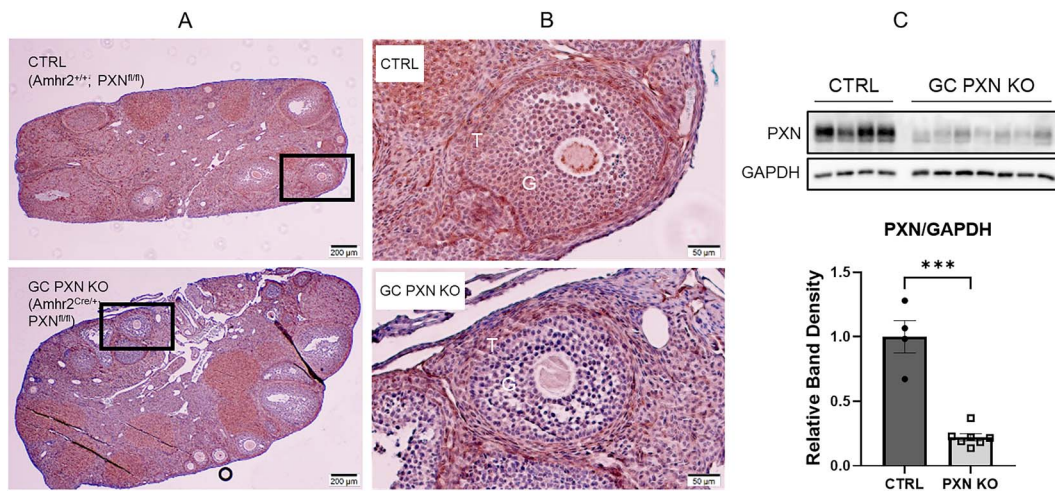 A
B
C
CTRL
(Amhr2+/+; PXNfl/fl)
200 µm
GC PXN KO
(Amhr2Cre/+
PXNfl/fl)
200 µm
CTRL
T
G
50 µm
GC PXN KO
T
G
50 µm
CTRL
GC PXN KO
PXN
GAPDH
PXN/GAPDH
Relative Band Density
1.5
1.0
0.5
0.0
***
CTRL
PXN KO